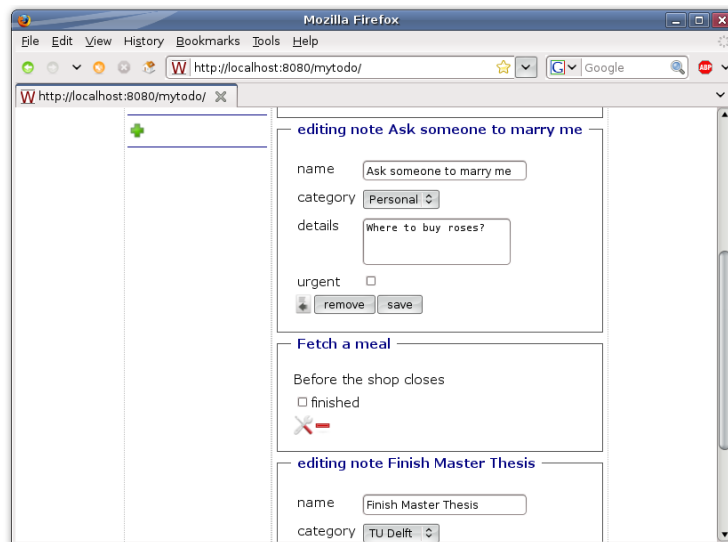 Mozilla Firefox
File Edit View History Bookmarks Tools Help
W http://localhost:8080/mytodo/ G Google ABP
W http://localhost:8080/mytodo/
editing note Ask someone to marry me
name Ask someone to marry me
category Personal
details Where to buy roses?
urgent
remove save
Fetch a meal
Before the shop closes
finished
editing note Finish Master Thesis
name Finish Master Thesis
category TU Delft